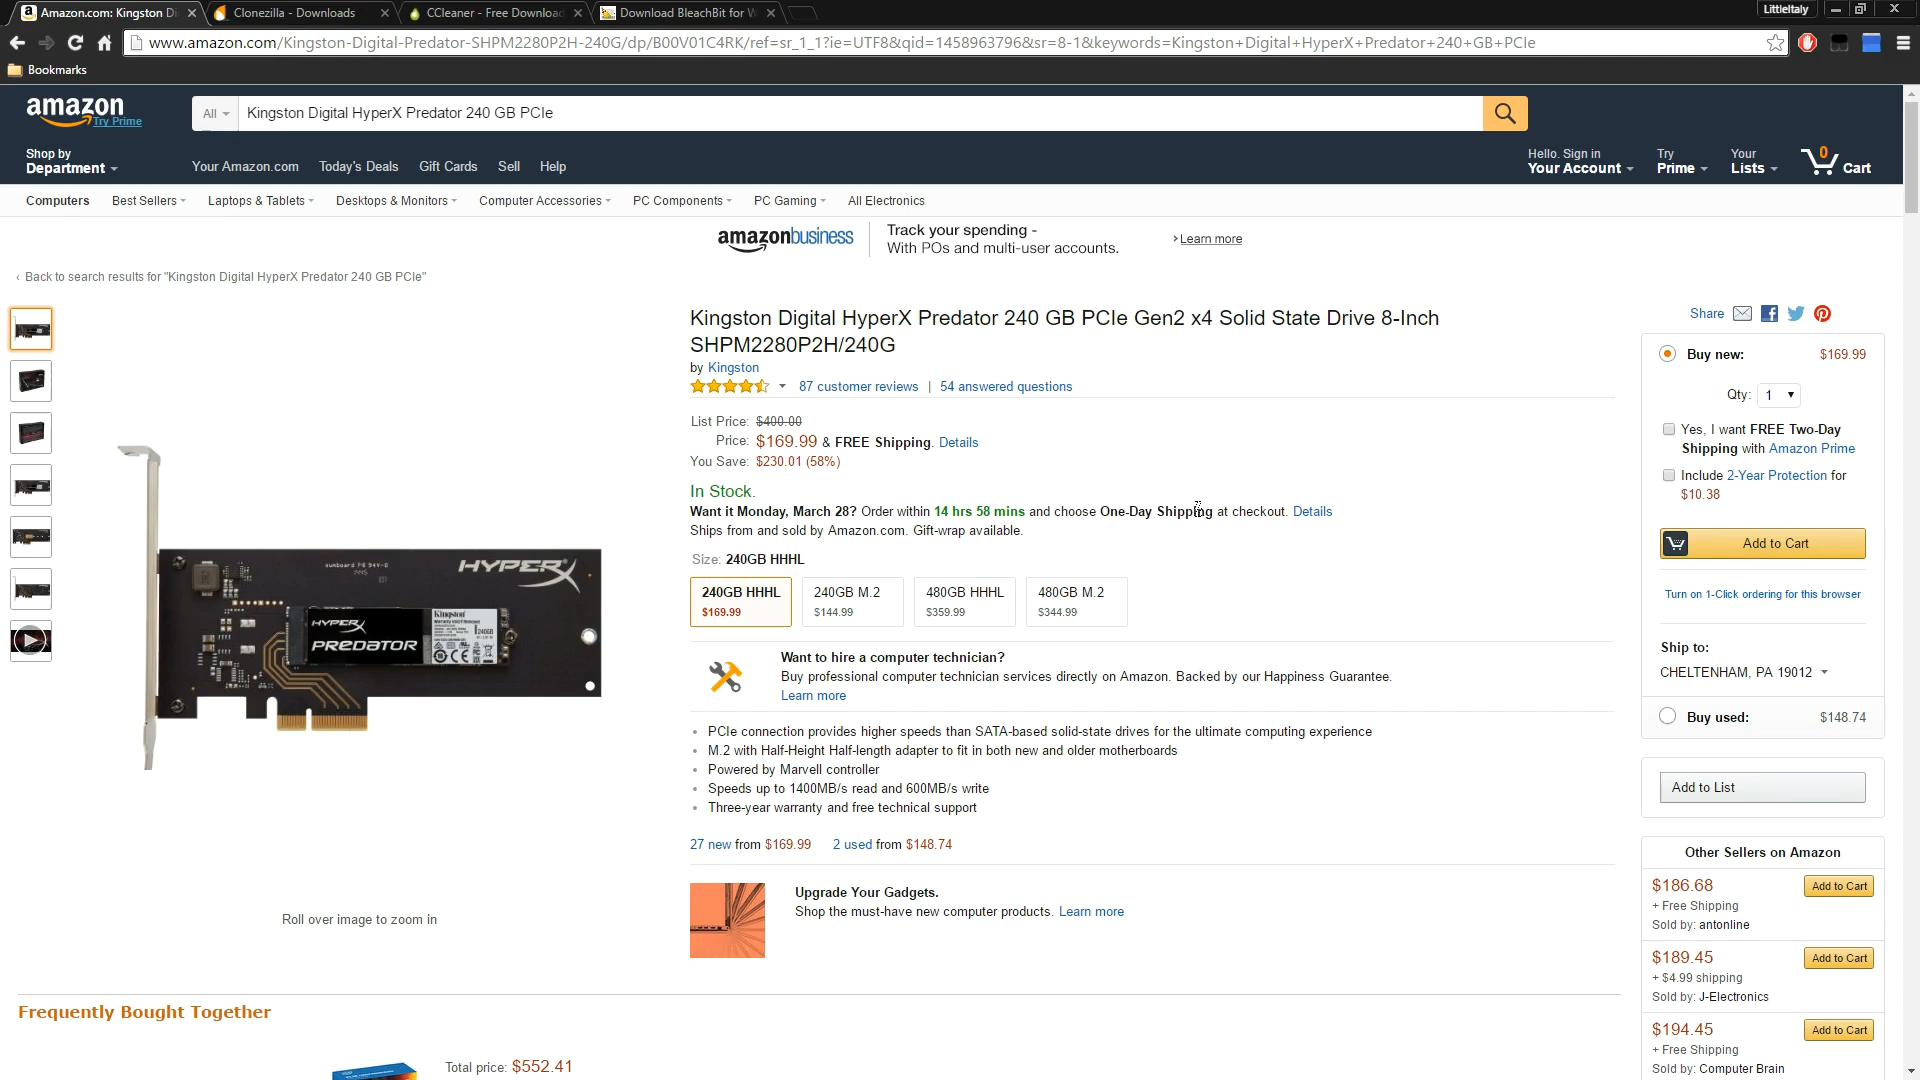 Amazon.com: Kingston Di
Clonezilla - Downloads
CCleaner - Free Download
Download BleachBit for W
LittleItaly
www.amazon.com/Kingston-Digital-Predator-SHPM2280P2H-240G/dp/B00V01C4RK/ref=sr_1_1?ie=UTF8&qid=1458963796&sr=8-1&keywords=Kingston+Digital+HyperX+Predator+240+GB+PCIe
Bookmarks
amazon
Try Prime
All
Kingston Digital HyperX Predator 240 GB PCIe
Shop by
Department
Your Amazon.com
Today's Deals
Gift Cards
Sell
Help
Hello. Sign in
Your Account
Try
Prime
Your
Lists
0
Cart
Computers
Best Sellers
Laptops & Tablets
Desktops & Monitors
Computer Accessories
PC Components
PC Gaming
All Electronics
amazonbusiness
Track your spending -
With POs and multi-user accounts.
› Learn more
‹ Back to search results for "Kingston Digital HyperX Predator 240 GB PCIe"
HYPERX
HYPERX
PREDATOR
Kingston
240GB
Roll over image to zoom in
Kingston Digital HyperX Predator 240 GB PCIe Gen2 x4 Solid State Drive 8-Inch
SHPM2280P2H/240G
by Kingston
87 customer reviews | 54 answered questions
List Price: $400.00
Price: $169.99 & FREE Shipping. Details
You Save: $230.01 (58%)
In Stock.
Want it Monday, March 28? Order within 14 hrs 58 mins and choose One-Day Shipping at checkout. Details
Ships from and sold by Amazon.com. Gift-wrap available.
Size: 240GB HHHL
240GB HHHL
$169.99
240GB M.2
$144.99
480GB HHHL
$359.99
480GB M.2
$344.99
Want to hire a computer technician?
Buy professional computer technician services directly on Amazon. Backed by our Happiness Guarantee.
Learn more
PCIe connection provides higher speeds than SATA-based solid-state drives for the ultimate computing experience
M.2 with Half-Height Half-length adapter to fit in both new and older motherboards
Powered by Marvell controller
Speeds up to 1400MB/s read and 600MB/s write
Three-year warranty and free technical support
27 new from $169.99
2 used from $148.74
Upgrade Your Gadgets.
Shop the must-have new computer products. Learn more
Share
Buy new: $169.99
Qty: 1
Yes, I want FREE Two-Day
Shipping with Amazon Prime
Include 2-Year Protection for
$10.38
Add to Cart
Turn on 1-Click ordering for this browser
Ship to:
CHELTENHAM, PA 19012
Buy used: $148.74
Add to List
Other Sellers on Amazon
$186.68
Add to Cart
+ Free Shipping
Sold by: antonline
$189.45
Add to Cart
+ $4.99 shipping
Sold by: J-Electronics
$194.45
Add to Cart
+ Free Shipping
Sold by: Computer Brain
Frequently Bought Together
Total price: $552.41